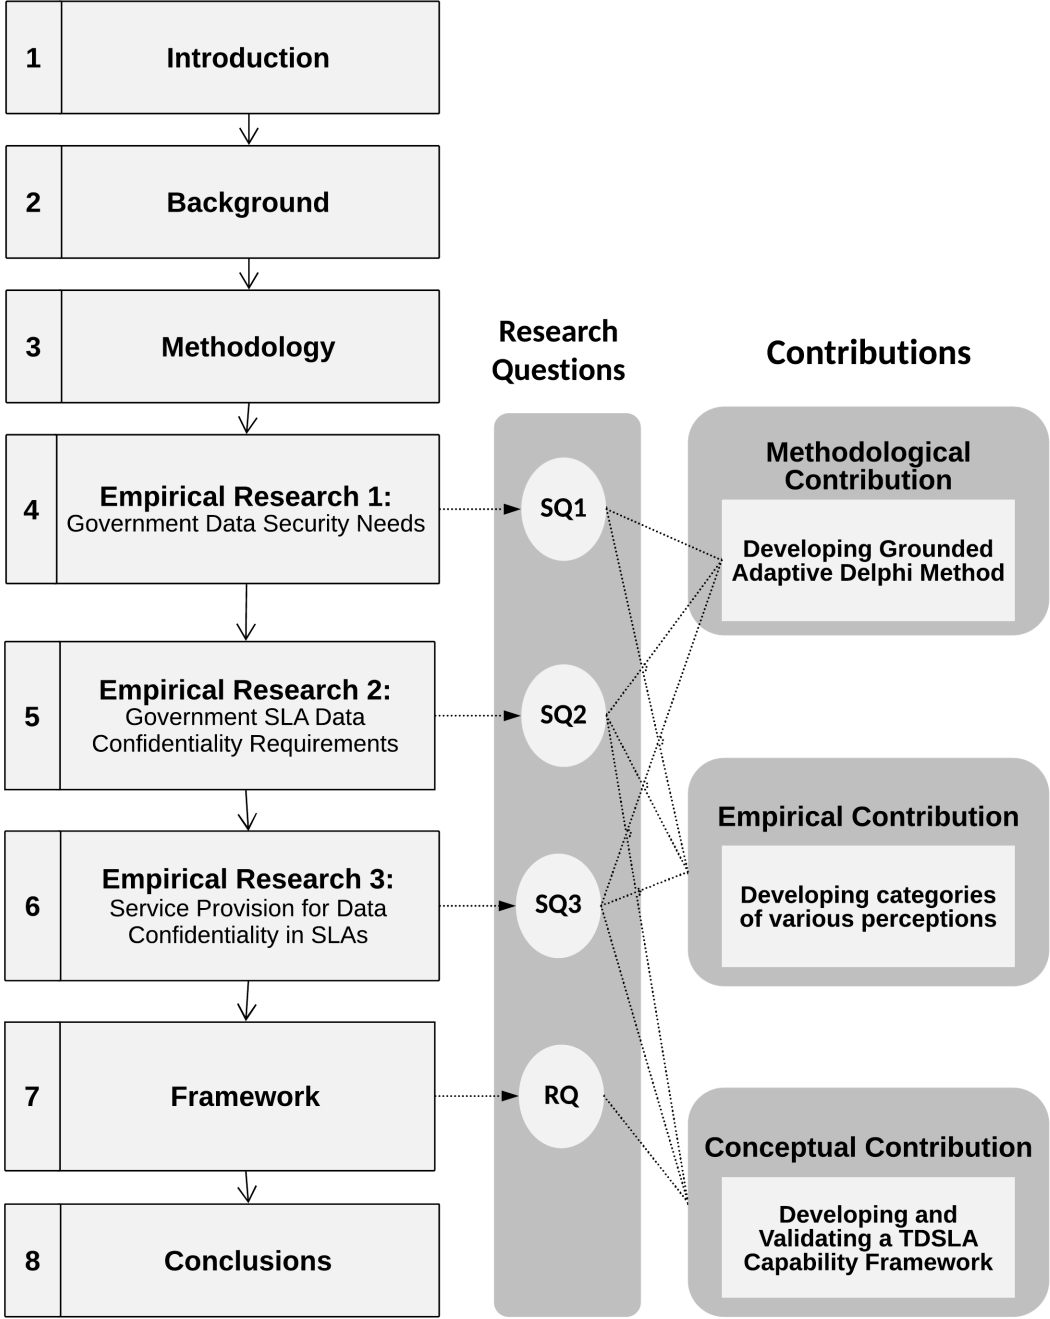 1
Introduction
2
Background
3
Methodology
4
Empirical Research 1:
Government Data Security Needs
5
Empirical Research 2:
Government SLA Data
Confidentiality Requirements
6
Empirical Research 3:
Service Provision for Data
Confidentiality in SLAs
7
Framework
8
Conclusions
Research
Questions
SQ1
SQ2
SQ3
RQ
Contributions
Methodological
Contribution
Developing Grounded
Adaptive Delphi Method
Empirical Contribution
Developing categories
of various perceptions
Conceptual Contribution
Developing and
Validating a TDSLA
Capability Framework